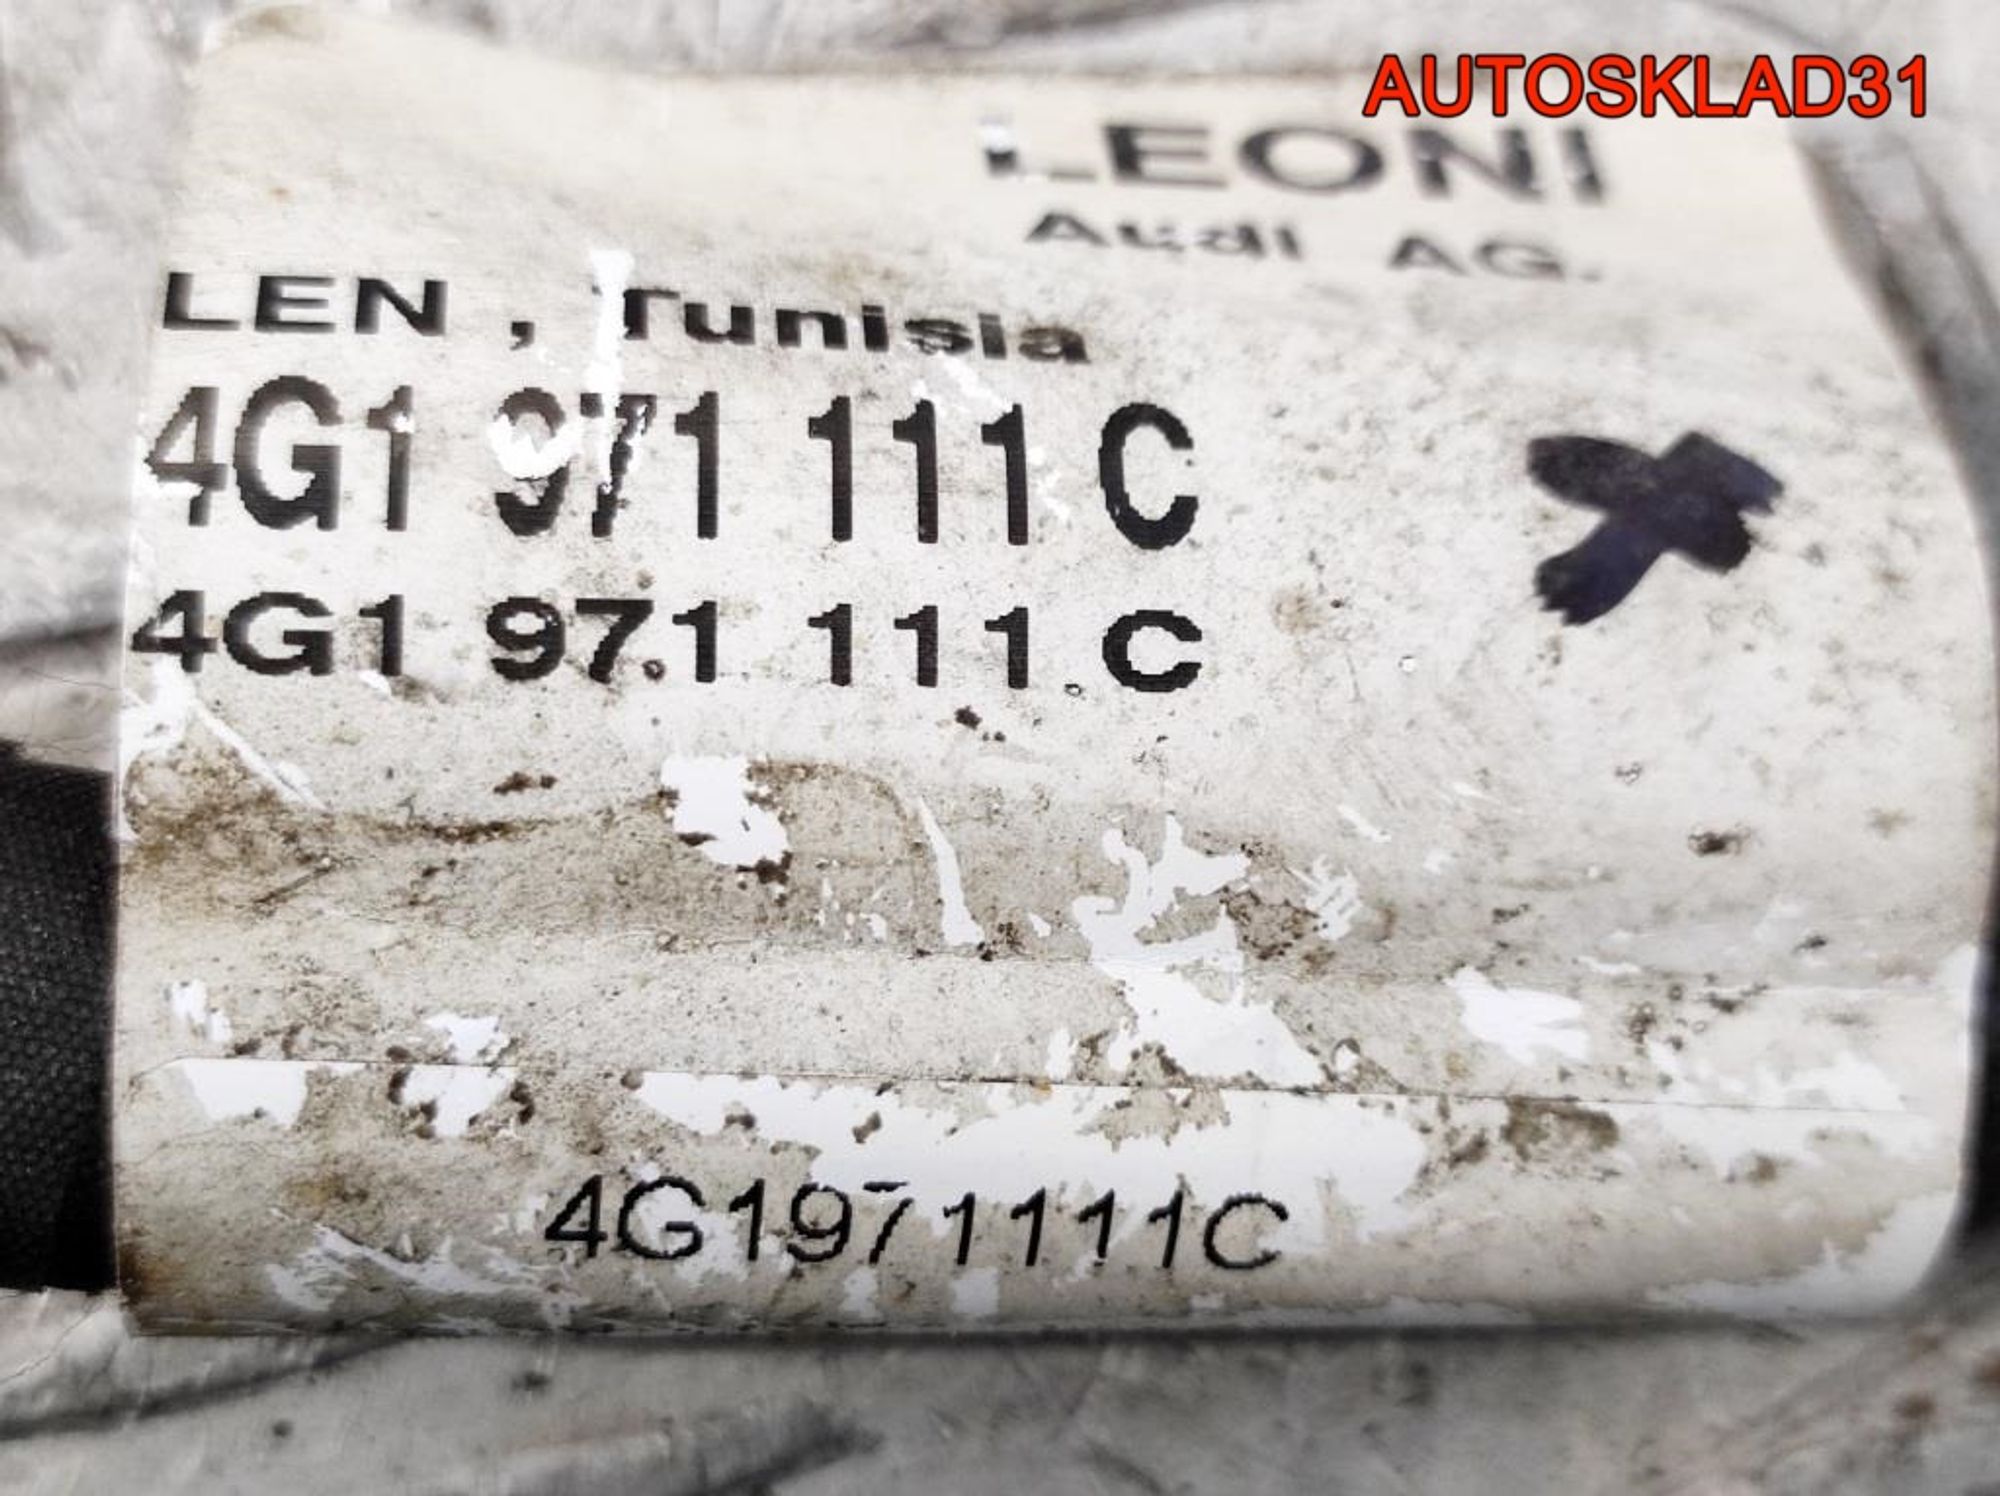 AUTOSKLAD31
LEONI
Audi AG.
LEN , Tunisia
4G1 971 111 C
4G1 971 111 C
4G1971111C